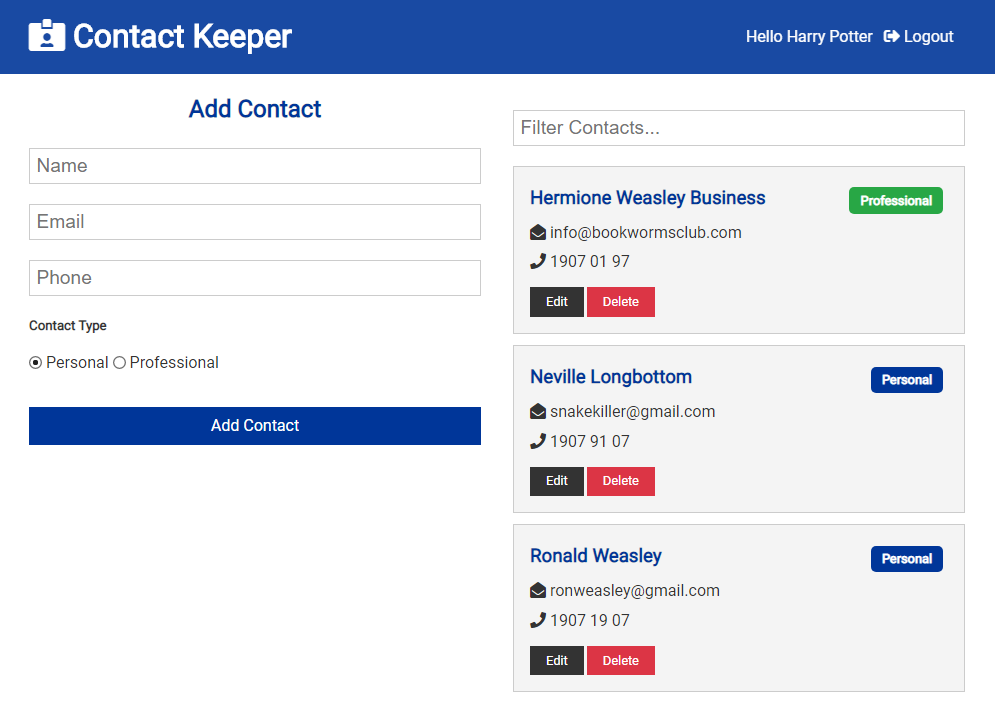 Contact Keeper
Hello Harry Potter Logout
Add Contact
Name
Email
Phone
Contact Type
Personal Professional
Add Contact
Filter Contacts...
Hermione Weasley Business
Professional
info@bookwormsclub.com
1907 01 97
Edit Delete
Neville Longbottom
Personal
snakekiller@gmail.com
1907 91 07
Edit Delete
Ronald Weasley
Personal
ronweasley@gmail.com
1907 19 07
Edit Delete